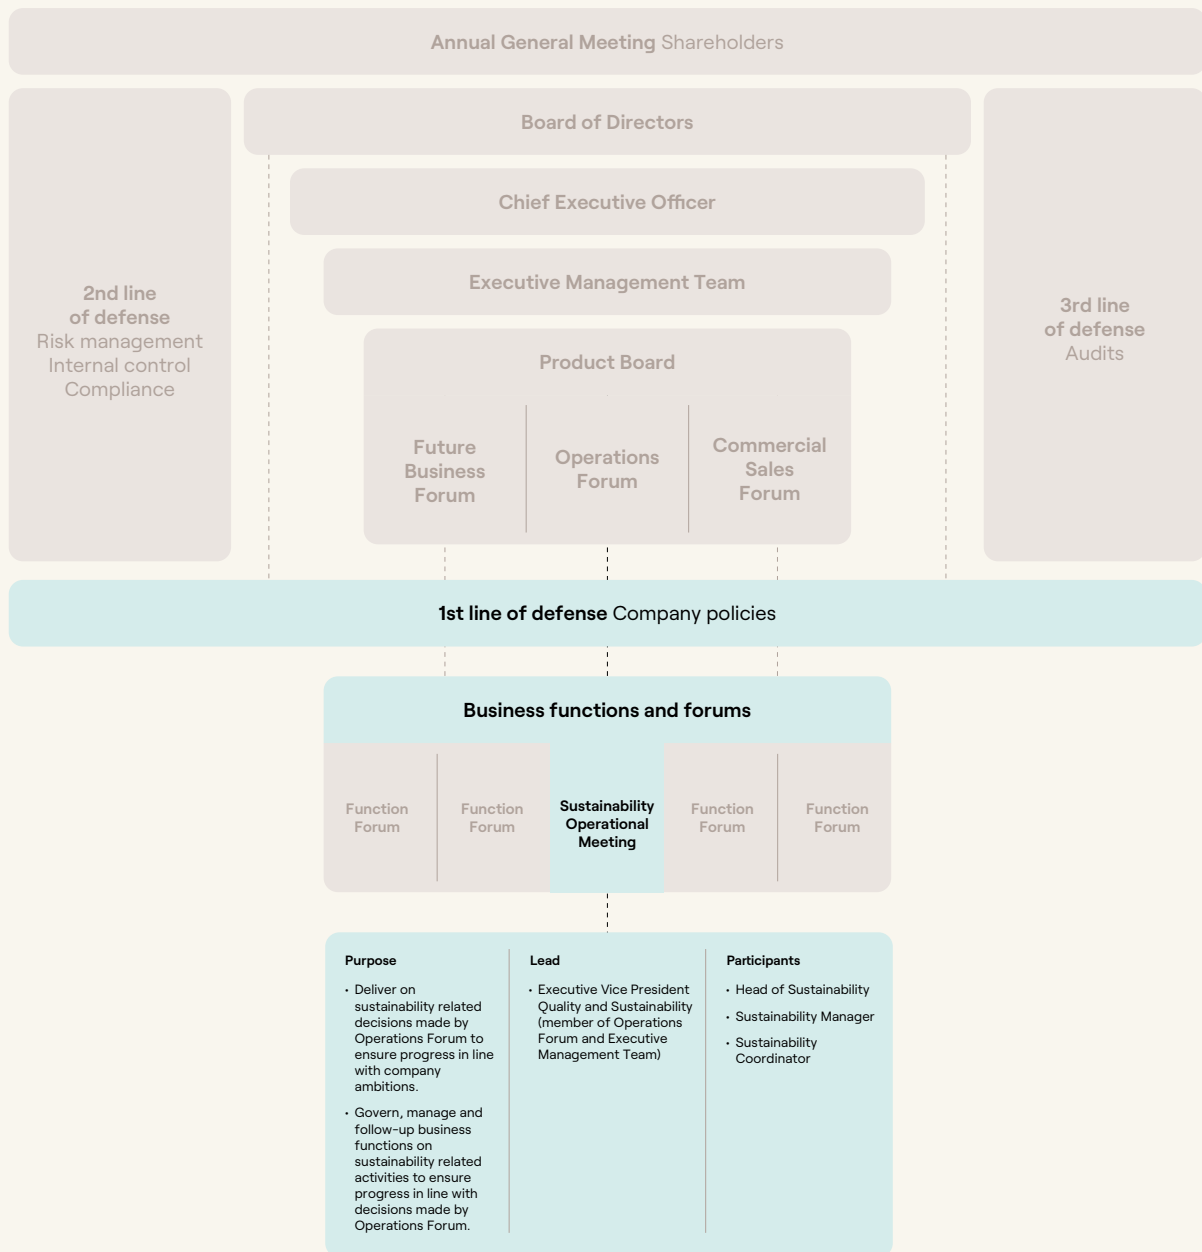 Annual General Meeting Shareholders
Board of Directors
Chief Executive Officer
Executive Management Team
2nd line
of defense
Risk management
Internal control
Compliance
3rd line
of defense
Audits
Product Board
Future
Business
Forum
Operations
Forum
Commercial
Sales
Forum
1st line of defense Company policies
Business functions and forums
Function
Forum
Function
Forum
Sustainability
Operational
Meeting
Function
Forum
Function
Forum
Purpose
• Deliver on
sustainability related
decisions made by
Operations Forum to
ensure progress in line
with company
ambitions.
• Govern, manage and
follow-up business
functions on
sustainability related
activities to ensure
progress in line with
decisions made by
Operations Forum.
Lead
• Executive Vice President
Quality and Sustainability
(member of Operations
Forum and Executive
Management Team)
Participants
• Head of Sustainability
• Sustainability Manager
• Sustainability
Coordinator